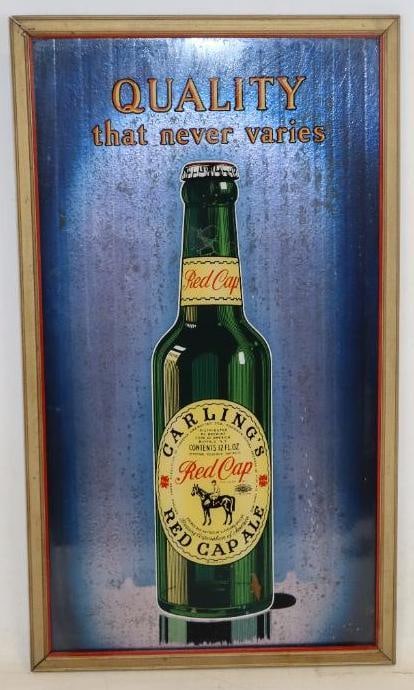 QUALITY
that never varies
Red Cap
CARLING'S
CONTENTS 12 FL. OZ.
Red Cap
RED CAP ALE